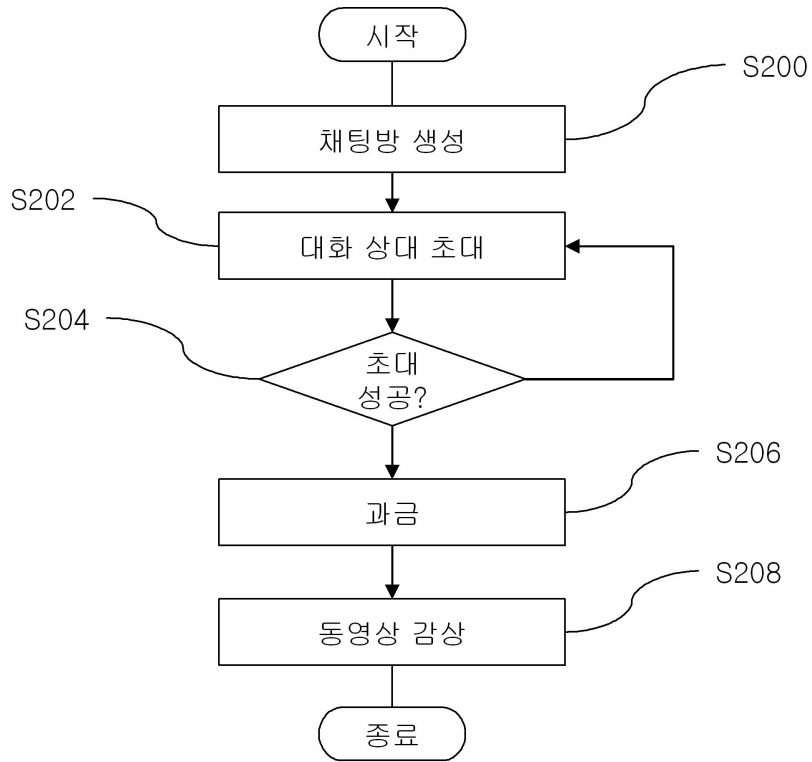 시작
S200
채팅방 생성
S202
대화 상대 초대
S204
초대
성공?
S206
과금
S208
동영상 감상
종료